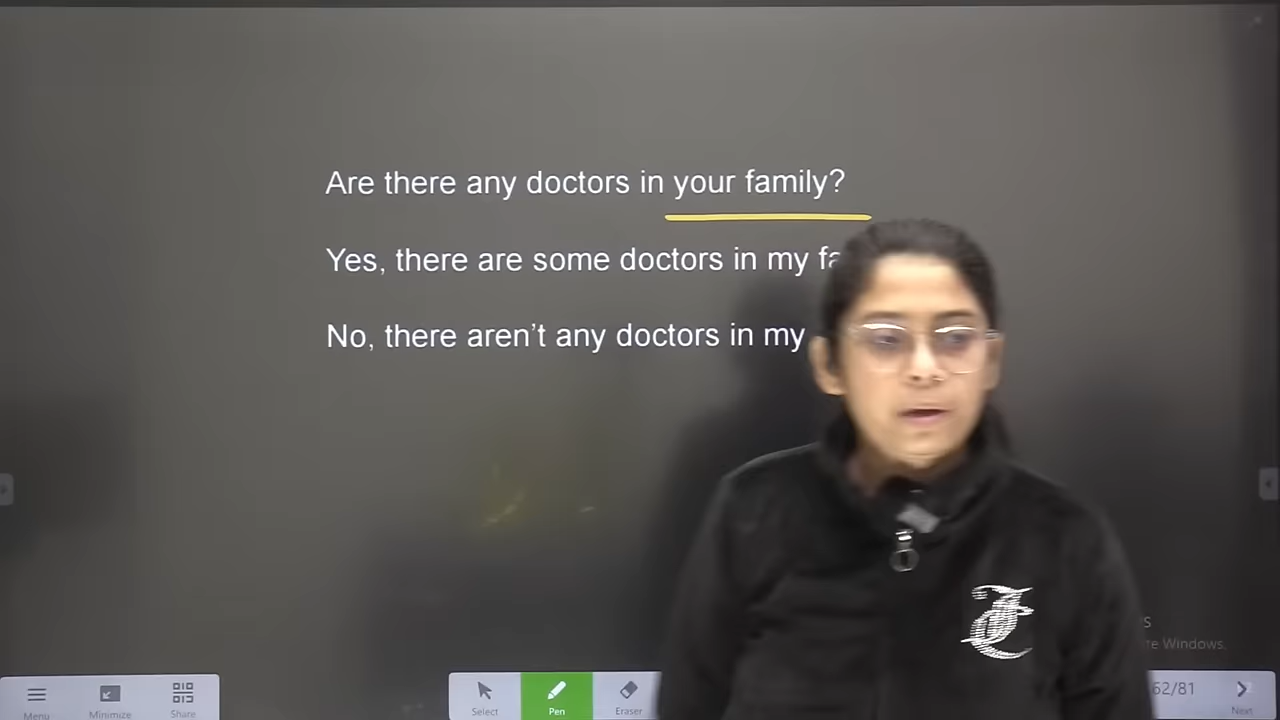 Are there any doctors in your family?
Yes, there are some doctors in my
No, there aren’t any doctors in my
Menu
Minimize
Share
Select
Pen
Eraser
62/81
Next
Windows.